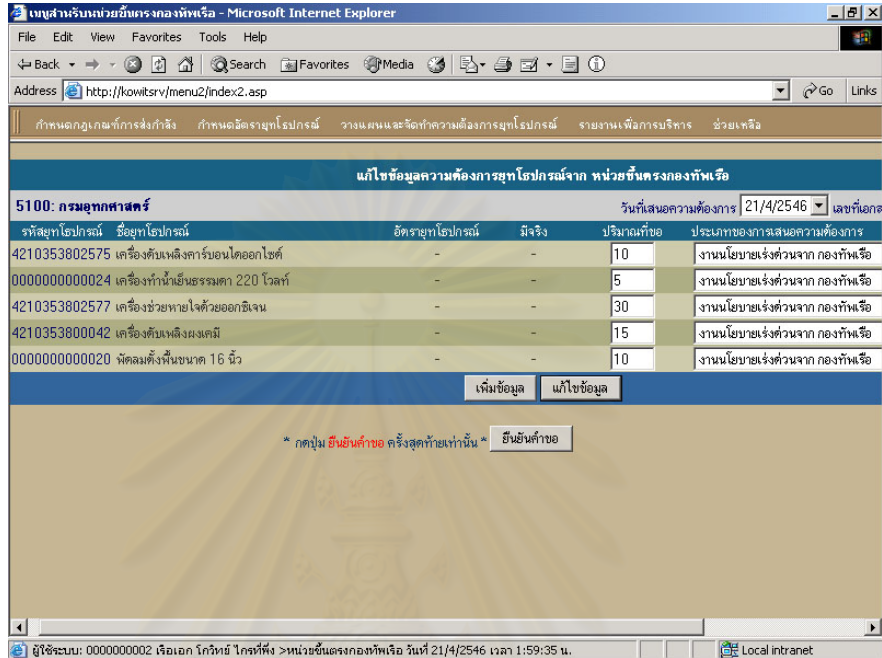 เมนูสำหรับหน่วยขึ้นตรงกองทัพเรือ - Microsoft Internet Explorer
File Edit View Favorites Tools Help
Back Search Favorites Media
Address http://kowitsrv/menu2/index2.asp Go Links
กำหนดกฎเกณฑ์การส่งกำลัง กำหนดอัตรายุทโธปกรณ์ วางแผนและจัดทำความต้องการยุทโธปกรณ์ รายงานเพื่อการบริหาร ช่วยเหลือ
แก้ไขข้อมูลความต้องการยุทโธปกรณ์จาก หน่วยขึ้นตรงกองทัพเรือ
5100: กรมอุทกศาสตร์ วันที่เสนอความต้องการ 21/4/2546 เลขที่เอกส
รหัสยุทโธปกรณ์ ชื่อยุทโธปกรณ์ อัตรายุทโธปกรณ์ มีจริง ปริมาณที่ขอ ประเภทของการเสนอความต้องการ
4210353802575 เครื่องดับเพลิงคาร์บอนไดออกไซด์ - - 10 งานนโยบายเร่งด่วนจาก กองทัพเรือ
0000000000024 เครื่องทำน้ำเย็นธรรมดา 220 โวลท์ - - 5 งานนโยบายเร่งด่วนจาก กองทัพเรือ
4210353802577 เครื่องช่วยหายใจด้วยออกซิเจน - - 30 งานนโยบายเร่งด่วนจาก กองทัพเรือ
4210353800042 เครื่องดับเพลิงผงเคมี - - 15 งานนโยบายเร่งด่วนจาก กองทัพเรือ
0000000000020 พัดลมตั้งพื้นขนาด 16 นิ้ว - - 10 งานนโยบายเร่งด่วนจาก กองทัพเรือ
เพิ่มข้อมูล แก้ไขข้อมูล
* กดปุ่ม ยืนยันคำขอ ครั้งสุดท้ายเท่านั้น * ยืนยันคำขอ
ผู้ใช้ระบบ: 0000000002 เรือเอก โกวิทย์ ไกรที่พึ่ง >หน่วยขึ้นตรงกองทัพเรือ วันที่ 21/4/2546 เวลา 1:59:35 น. Local intranet